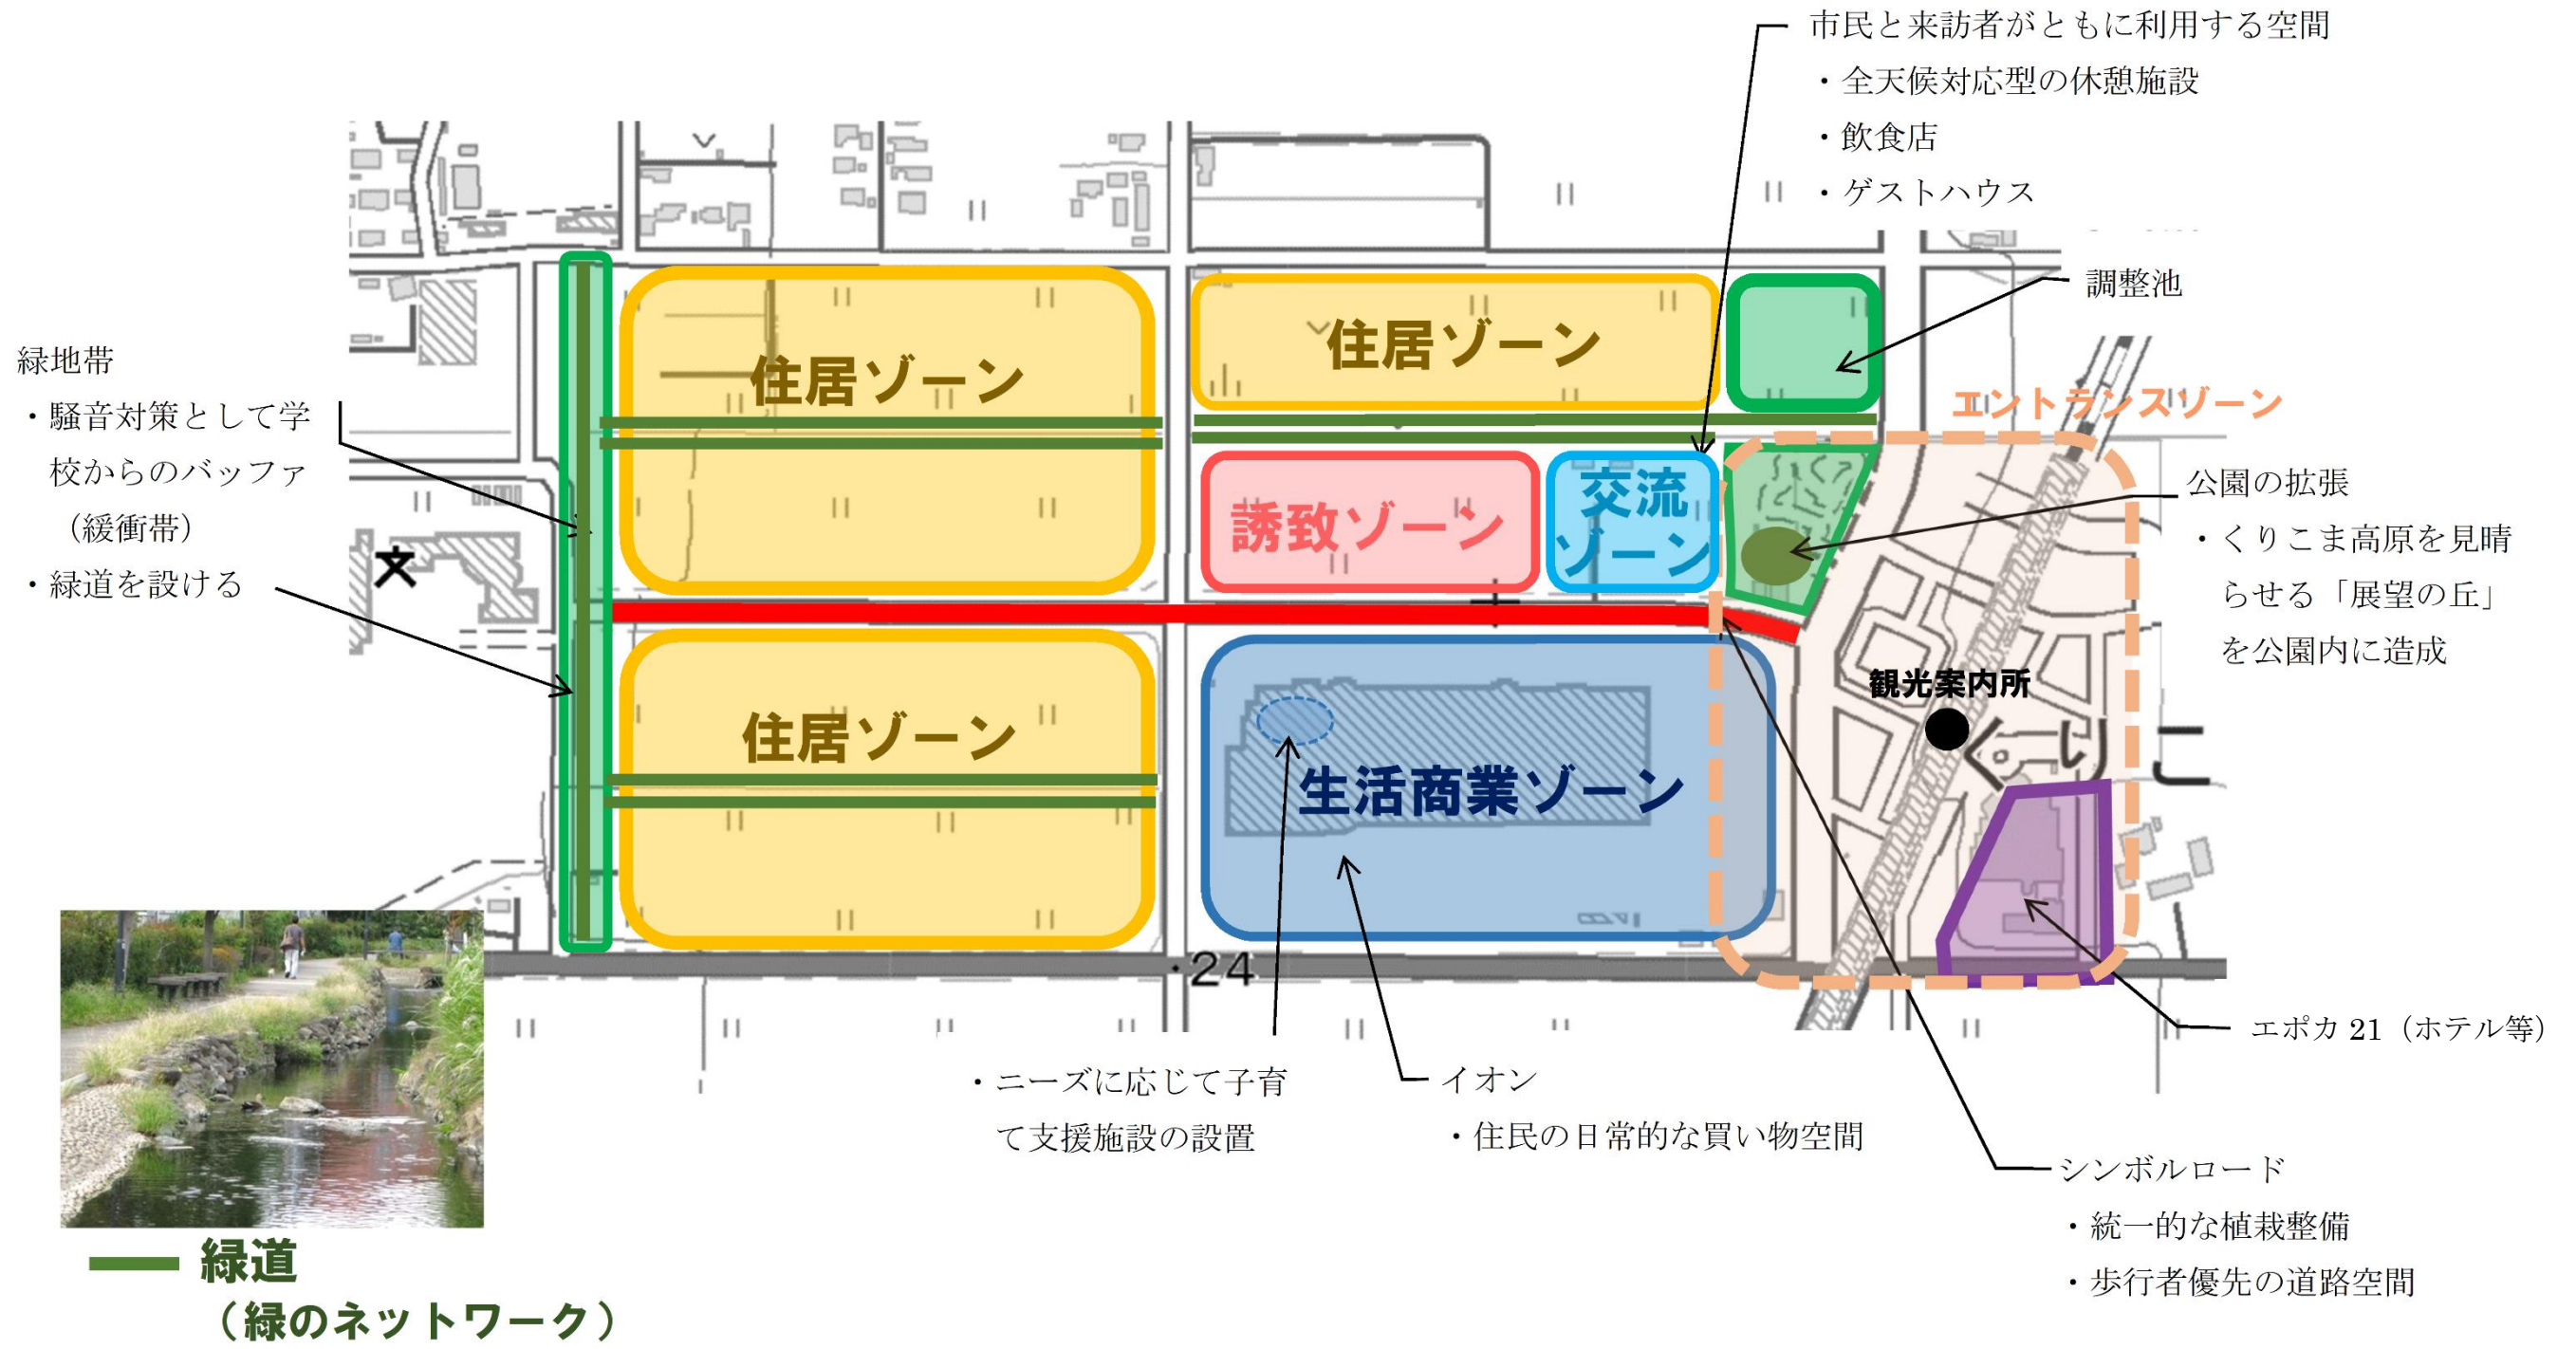 市民と来訪者がともに利用する空間
・全天候対応型の休憩施設
・飲食店
・ゲストハウス
調整池
緑地帯
・騒音対策として学
校からのバッファ
（緩衝帯）
・緑道を設ける
住居ゾーン
住居ゾーン
エントランスゾーン
公園の拡張
・くりこま高原を見晴
らせる「展望の丘」
を公園内に造成
誘致ゾーン
交流
ゾーン
観光案内所
くりこ
住居ゾーン
生活商業ゾーン
24
エポカ 21（ホテル等）
・ニーズに応じて子育
て支援施設の設置
イオン
・住民の日常的な買い物空間
シンボルロード
・統一的な植栽整備
・歩行者優先の道路空間
緑道
（緑のネットワーク）